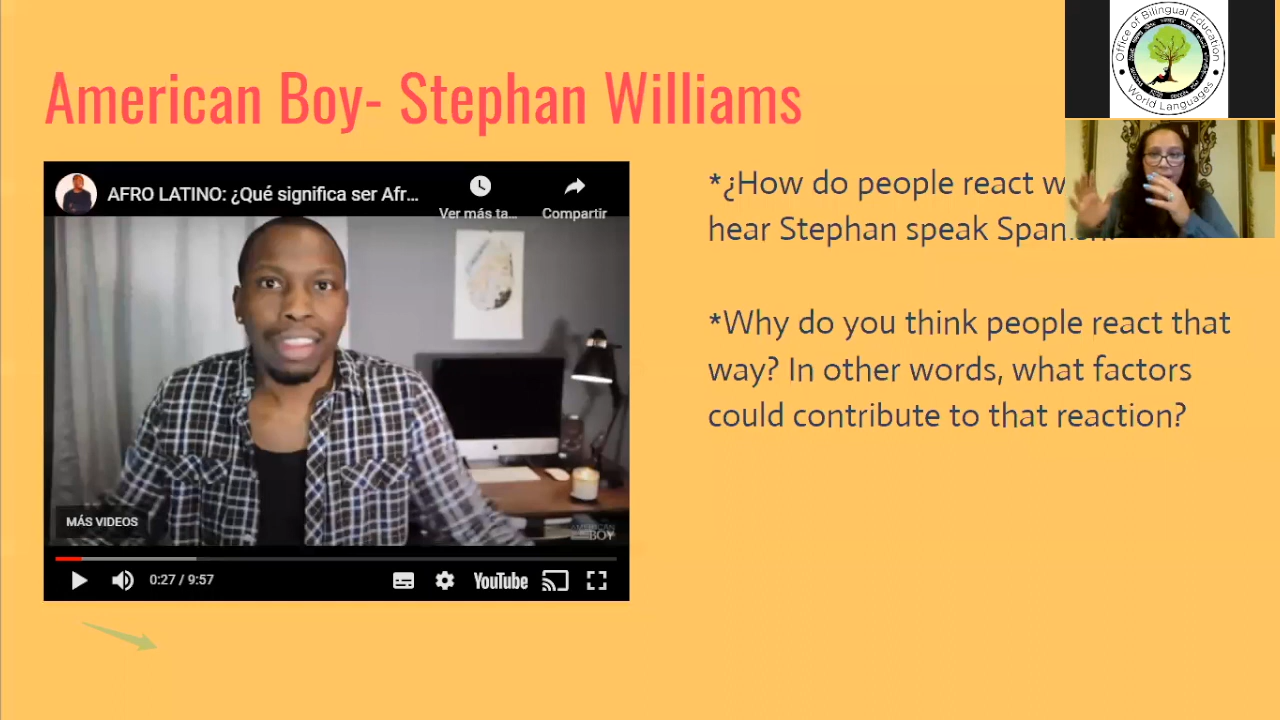 American Boy- Stephan Williams
AFRO LATINO: ¿Qué significa ser Afr...
Ver más ta...
Compartir
MÁS VIDEOS
AMERICAN
BOY
0:27 / 9:57
YouTube
*¿How do people react
hear Stephan speak
*Why do you think people react that
way? In other words, what factors
could contribute to that reaction?
Office of Bilingual Education
World Languages